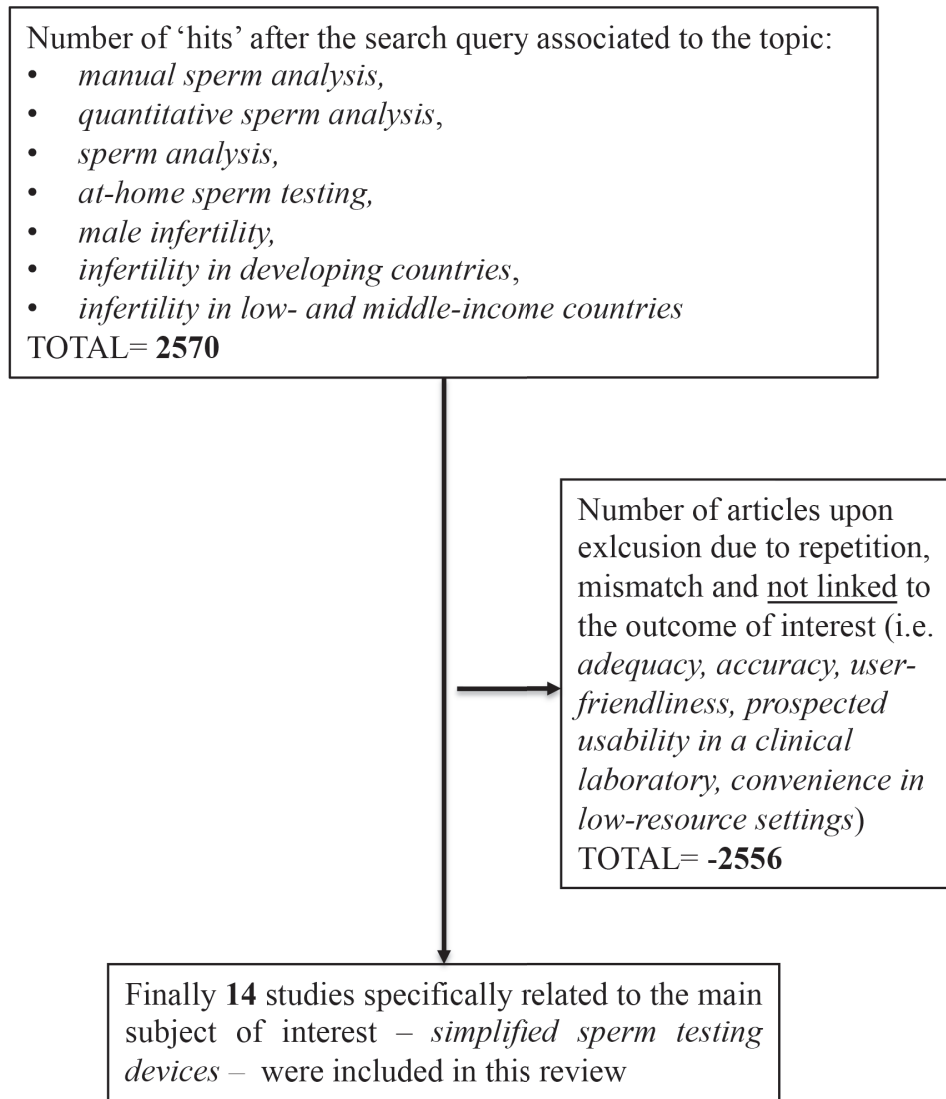 Number of ‘hits’ after the search query associated to the topic:
• manual sperm analysis,
• quantitative sperm analysis,
• sperm analysis,
• at-home sperm testing,
• male infertility,
• infertility in developing countries,
• infertility in low- and middle-income countries
TOTAL= 2570
Number of articles upon
exlcusion due to repetition,
mismatch and not linked to
the outcome of interest (i.e.
adequacy, accuracy, user-
friendliness, prospected
usability in a clinical
laboratory, convenience in
low-resource settings)
TOTAL= -2556
Finally 14 studies specifically related to the main
subject of interest – simplified sperm testing
devices – were included in this review